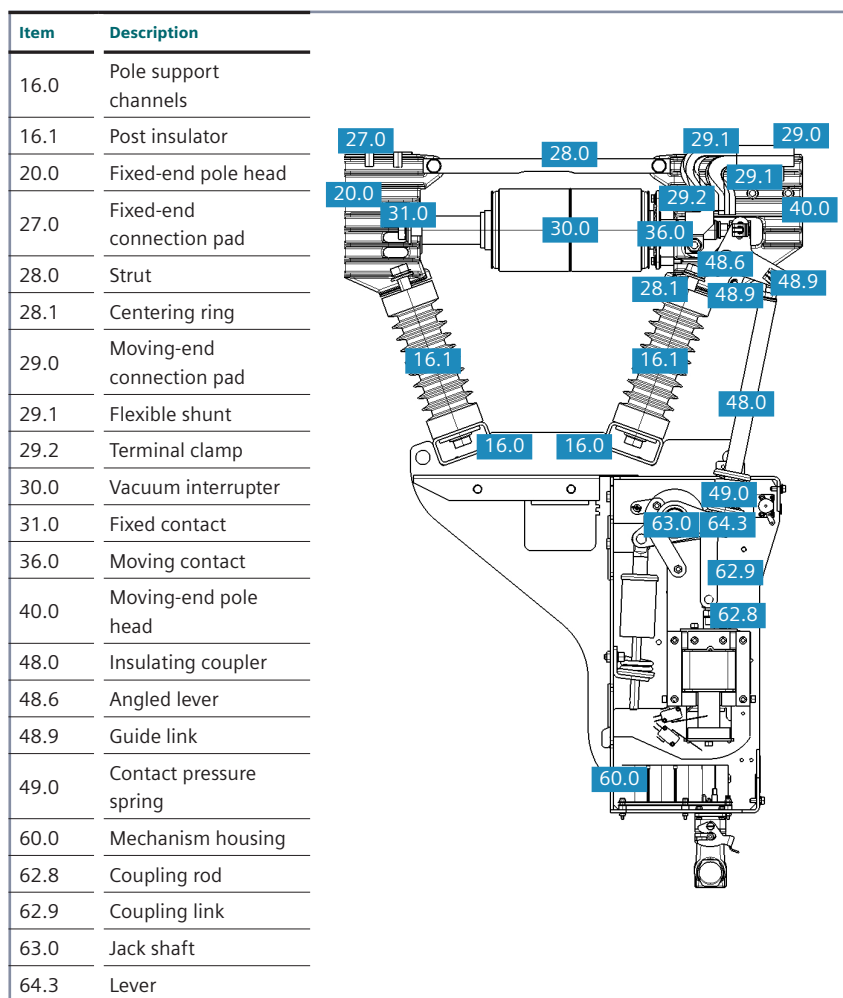 Item Description
16.0 Pole support
channels
16.1 Post insulator
20.0 Fixed-end pole head
27.0 Fixed-end
connection pad
28.0 Strut
28.1 Centering ring
29.0 Moving-end
connection pad
29.1 Flexible shunt
29.2 Terminal clamp
30.0 Vacuum interrupter
31.0 Fixed contact
36.0 Moving contact
40.0 Moving-end pole
head
48.0 Insulating coupler
48.6 Angled lever
48.9 Guide link
49.0 Contact pressure
spring
60.0 Mechanism housing
62.8 Coupling rod
62.9 Coupling link
63.0 Jack shaft
64.3 Lever
27.0 28.0 29.1 29.0
29.1
20.0 29.2
31.0 40.0
30.0 36.0
48.6
28.1 48.9 48.9
16.1 16.1
48.0
16.0 16.0
49.0
63.0 64.3
62.9
62.8
60.0